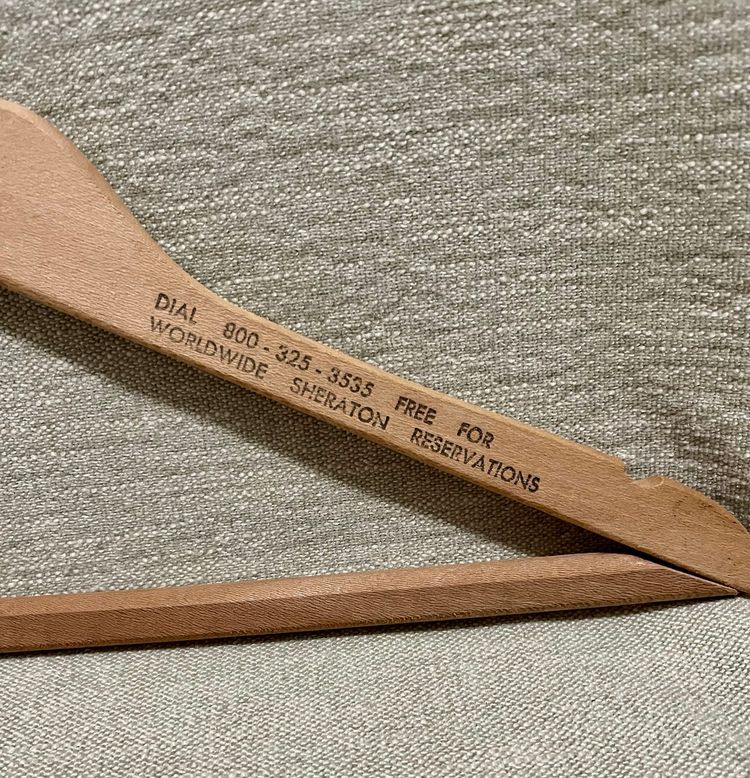 DIAL 800-325-3535 FREE FOR
WORLDWIDE SHERATON RESERVATIONS